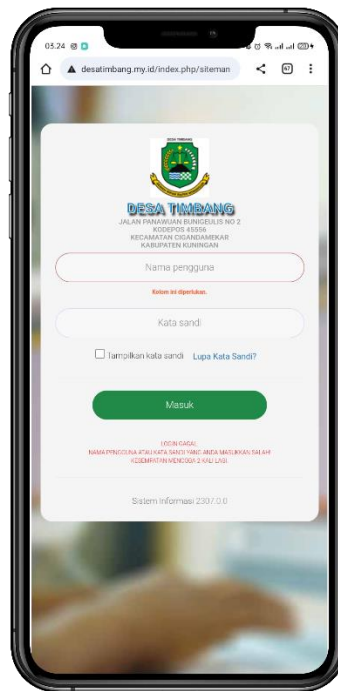 03.24
67
desatimbang.my.id/index.php/siteman
DESA TIMBANG
JALAN PANAWUAN BUNIGEULIS NO 2
KODEPOS 45556
KECAMATAN CIGANDAMEKAR
KABUPATEN KUNINGAN
Nama pengguna
Kolom ini diperlukan.
Kata sandi
Tampilkan kata sandi Lupa Kata Sandi?
Masuk
LOGIN GAGAL.
NAMA PENGGUNA ATAU KATA SANDI YANG ANDA MASUKKAN SALAH!
KESEMPATAN MENCOBA 2 KALI LAGI.
Sistem Informasi 2307.0.0